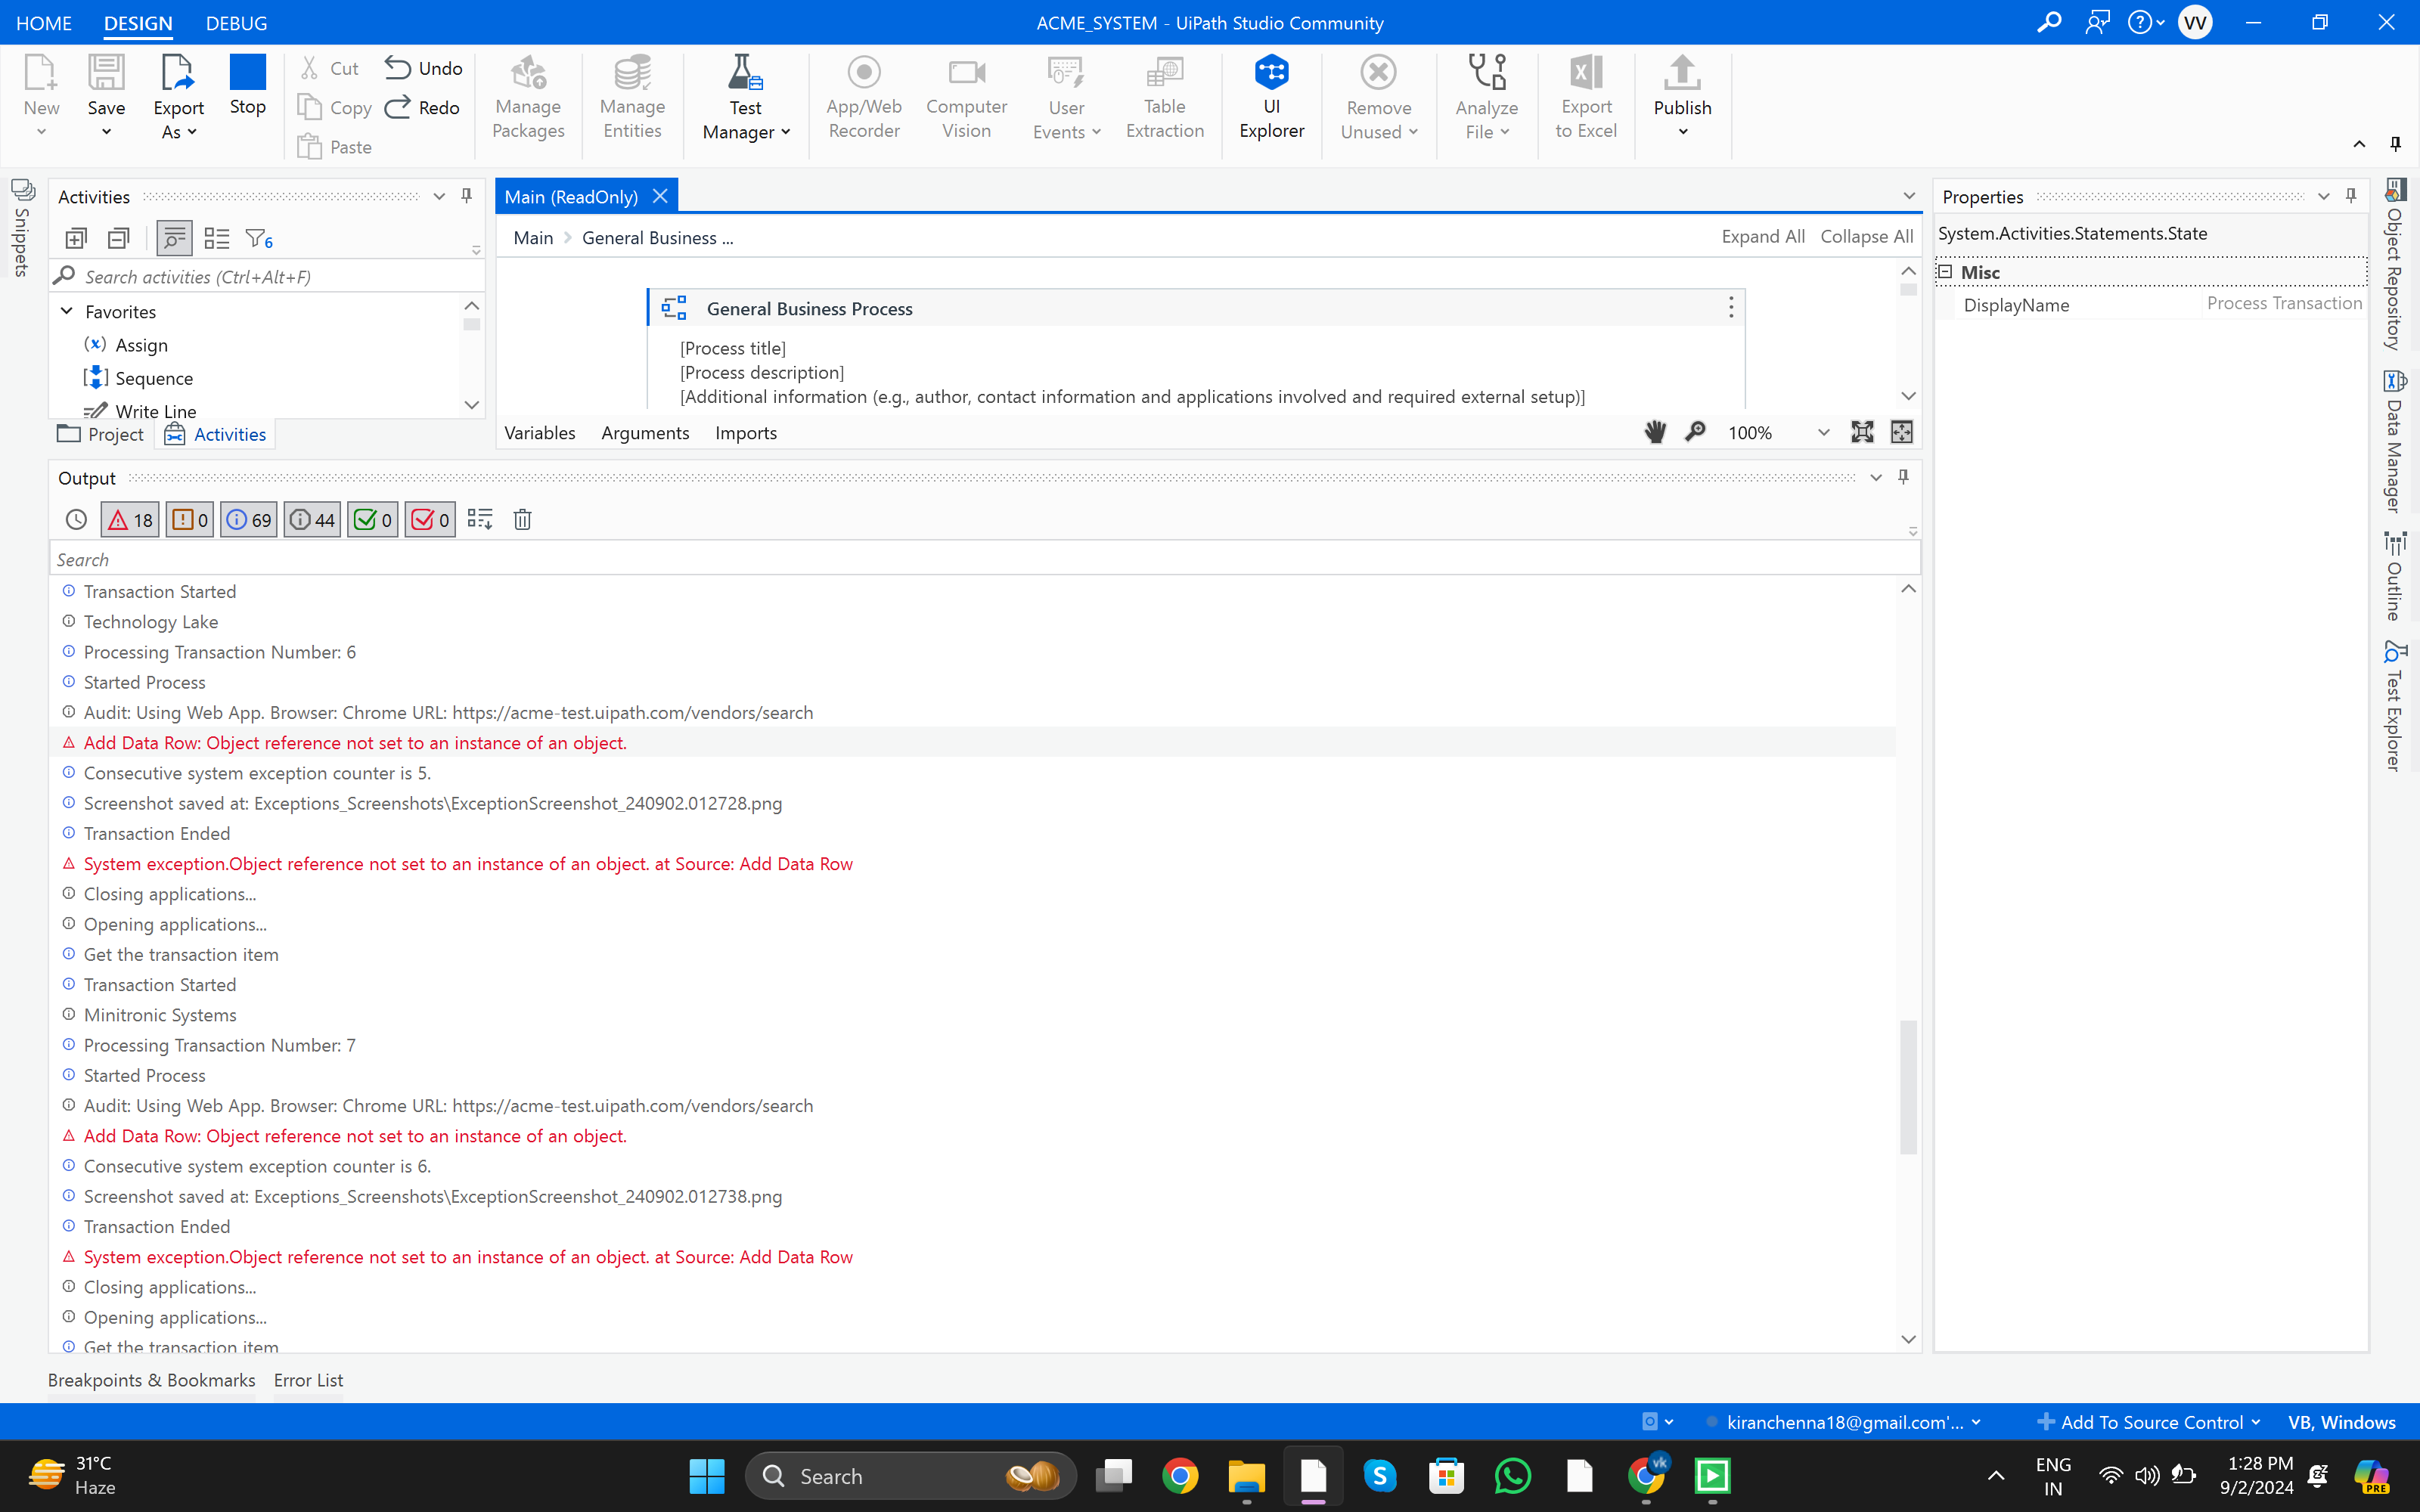 HOME DESIGN DEBUG
ACME_SYSTEM - UiPath Studio Community
VV
New
Save
Export As
Stop
Cut
Copy
Paste
Undo
Redo
Manage Packages
Manage Entities
Test Manager
App/Web Recorder
Computer Vision
User Events
Table Extraction
UI Explorer
Remove Unused
Analyze File
Export to Excel
Publish
Snippets
Activities
6
Search activities (Ctrl+Alt+F)
Favorites
Assign
Sequence
Write Line
Project Activities
Main (ReadOnly)
Main General Business ...
Expand All Collapse All
General Business Process
[Process title]
[Process description]
[Additional information (e.g., author, contact information and applications involved and required external setup)]
Variables Arguments Imports
100%
Properties
System.Activities.Statements.State
Misc
DisplayName Process Transaction
Object Repository
Data Manager
Outline
Test Explorer
Output
18 0 69 44 0 0
Search
Transaction Started
Technology Lake
Processing Transaction Number: 6
Started Process
Audit: Using Web App. Browser: Chrome URL: https://acme-test.uipath.com/vendors/search
Add Data Row: Object reference not set to an instance of an object.
Consecutive system exception counter is 5.
Screenshot saved at: Exceptions_Screenshots\ExceptionScreenshot_240902.012728.png
Transaction Ended
System exception.Object reference not set to an instance of an object. at Source: Add Data Row
Closing applications...
Opening applications...
Get the transaction item
Transaction Started
Minitronic Systems
Processing Transaction Number: 7
Started Process
Audit: Using Web App. Browser: Chrome URL: https://acme-test.uipath.com/vendors/search
Add Data Row: Object reference not set to an instance of an object.
Consecutive system exception counter is 6.
Screenshot saved at: Exceptions_Screenshots\ExceptionScreenshot_240902.012738.png
Transaction Ended
System exception.Object reference not set to an instance of an object. at Source: Add Data Row
Closing applications...
Opening applications...
Get the transaction item
Breakpoints & Bookmarks Error List
kiranchenna18@gmail.com'...
Add To Source Control
VB, Windows
31°C
Haze
Search
vk
ENG
IN
1:28 PM
9/2/2024
PRE